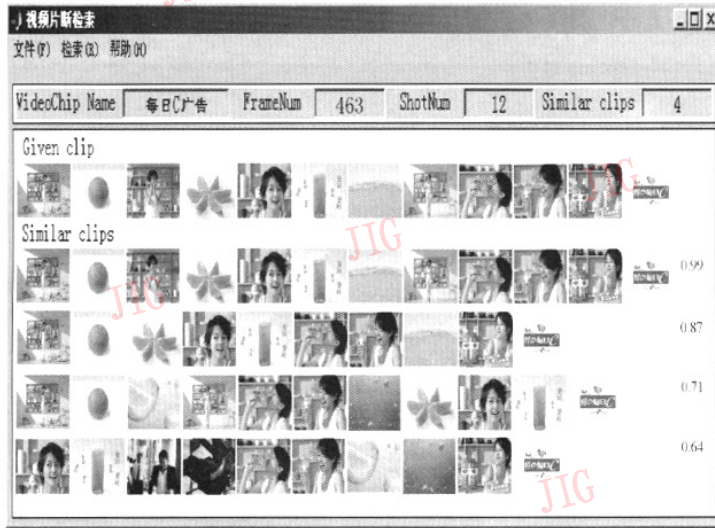 视频片断检索
文件(F) 检索(R) 帮助(H)
VideoChip Name 每日C广告 FrameNum 463 ShotNum 12 Similar clips 4
Given clip
Similar clips
0.99
0.87
0.71
0.64
JIG
JIG
JIG
JIG